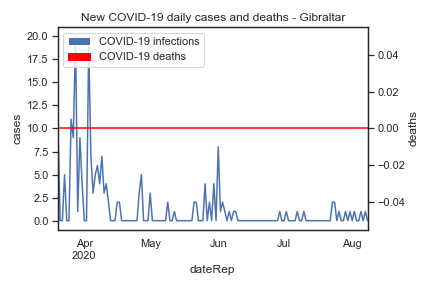 New COVID-19 daily cases and deaths - Gibraltar
COVID-19 infections
COVID-19 deaths
20.0
17.5
15.0
12.5
10.0
7.5
5.0
2.5
0.0
cases
0.04
0.02
0.00
−0.02
−0.04
deaths
Apr
2020
May
Jun
Jul
Aug
dateRep